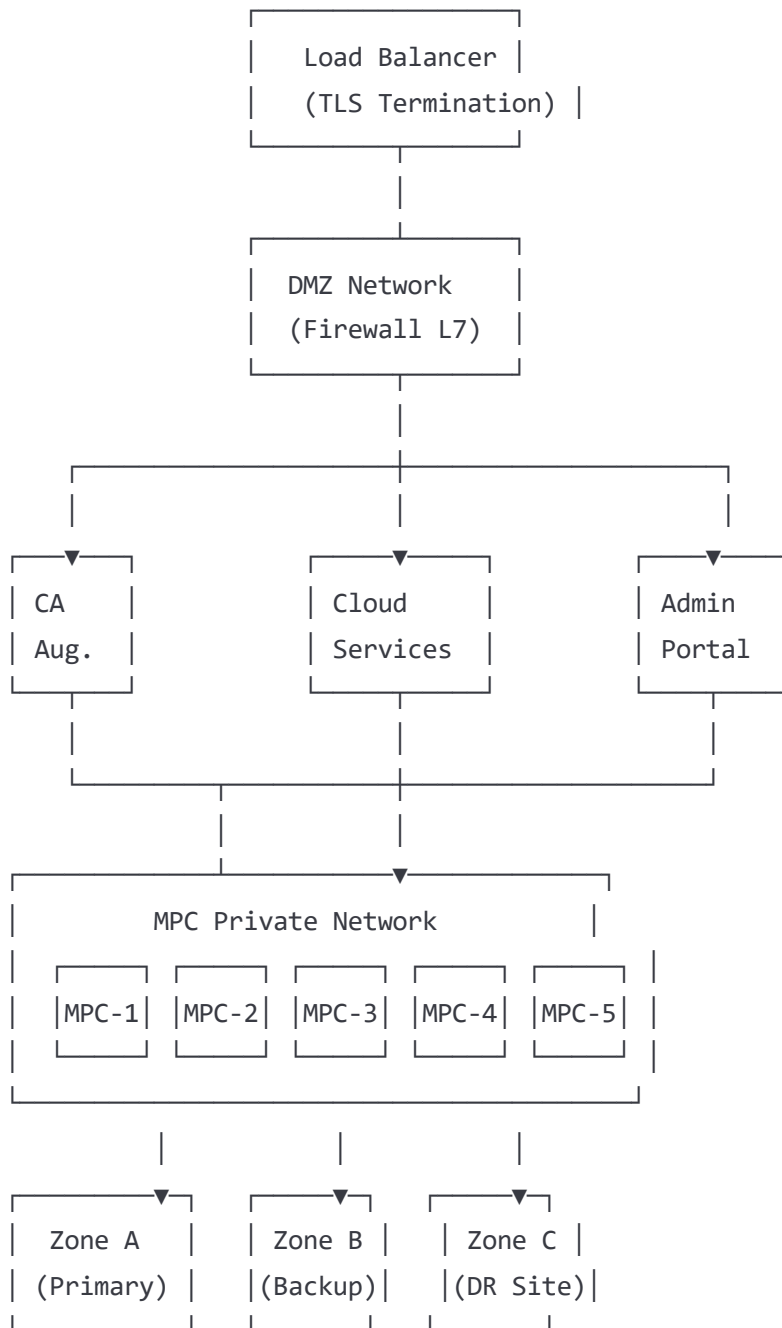 Load Balancer
(TLS Termination)
DMZ Network
(Firewall L7)
CA Cloud Admin
Aug. Services Portal
MPC Private Network
MPC-1 MPC-2 MPC-3 MPC-4 MPC-5
Zone A Zone B Zone C
(Primary) (Backup) (DR Site)